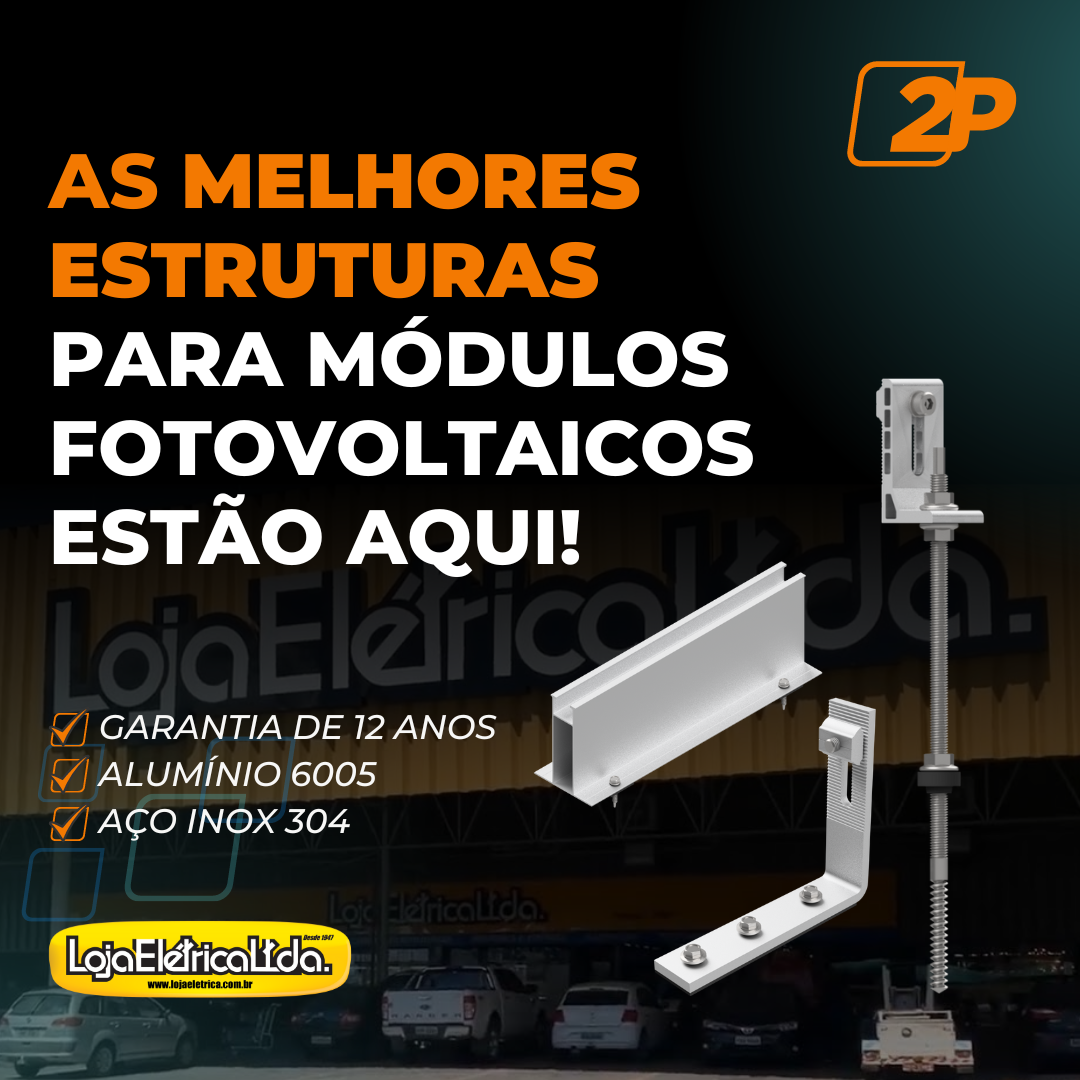 2P
AS MELHORES
ESTRUTURAS
PARA MÓDULOS
FOTOVOLTAICOS
ESTÃO AQUI!
LojaElétricaLtda.
GARANTIA DE 12 ANOS
ALUMÍNIO 6005
AÇO INOX 304
LojaElétricaLtda.
Desde 1947
LojaElétricaLtda.
www.lojaeletrica.com.br
RANGER